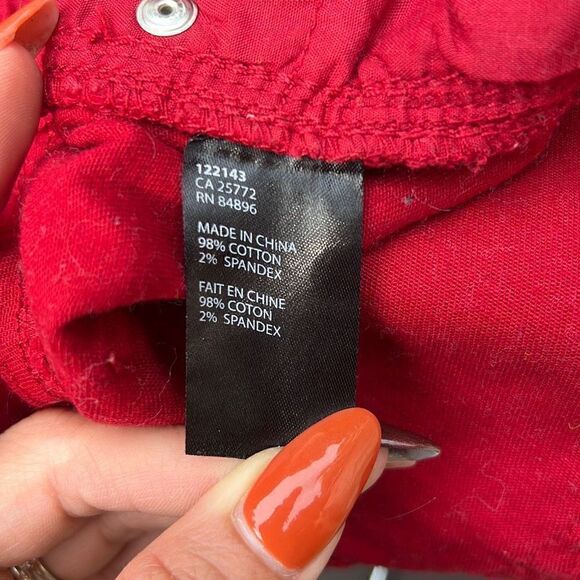 122143
CA 25772
RN 84896
MADE IN CHINA
98% COTTON
2% SPANDEX
FAIT EN CHINE
98% COTON
2% SPANDEX